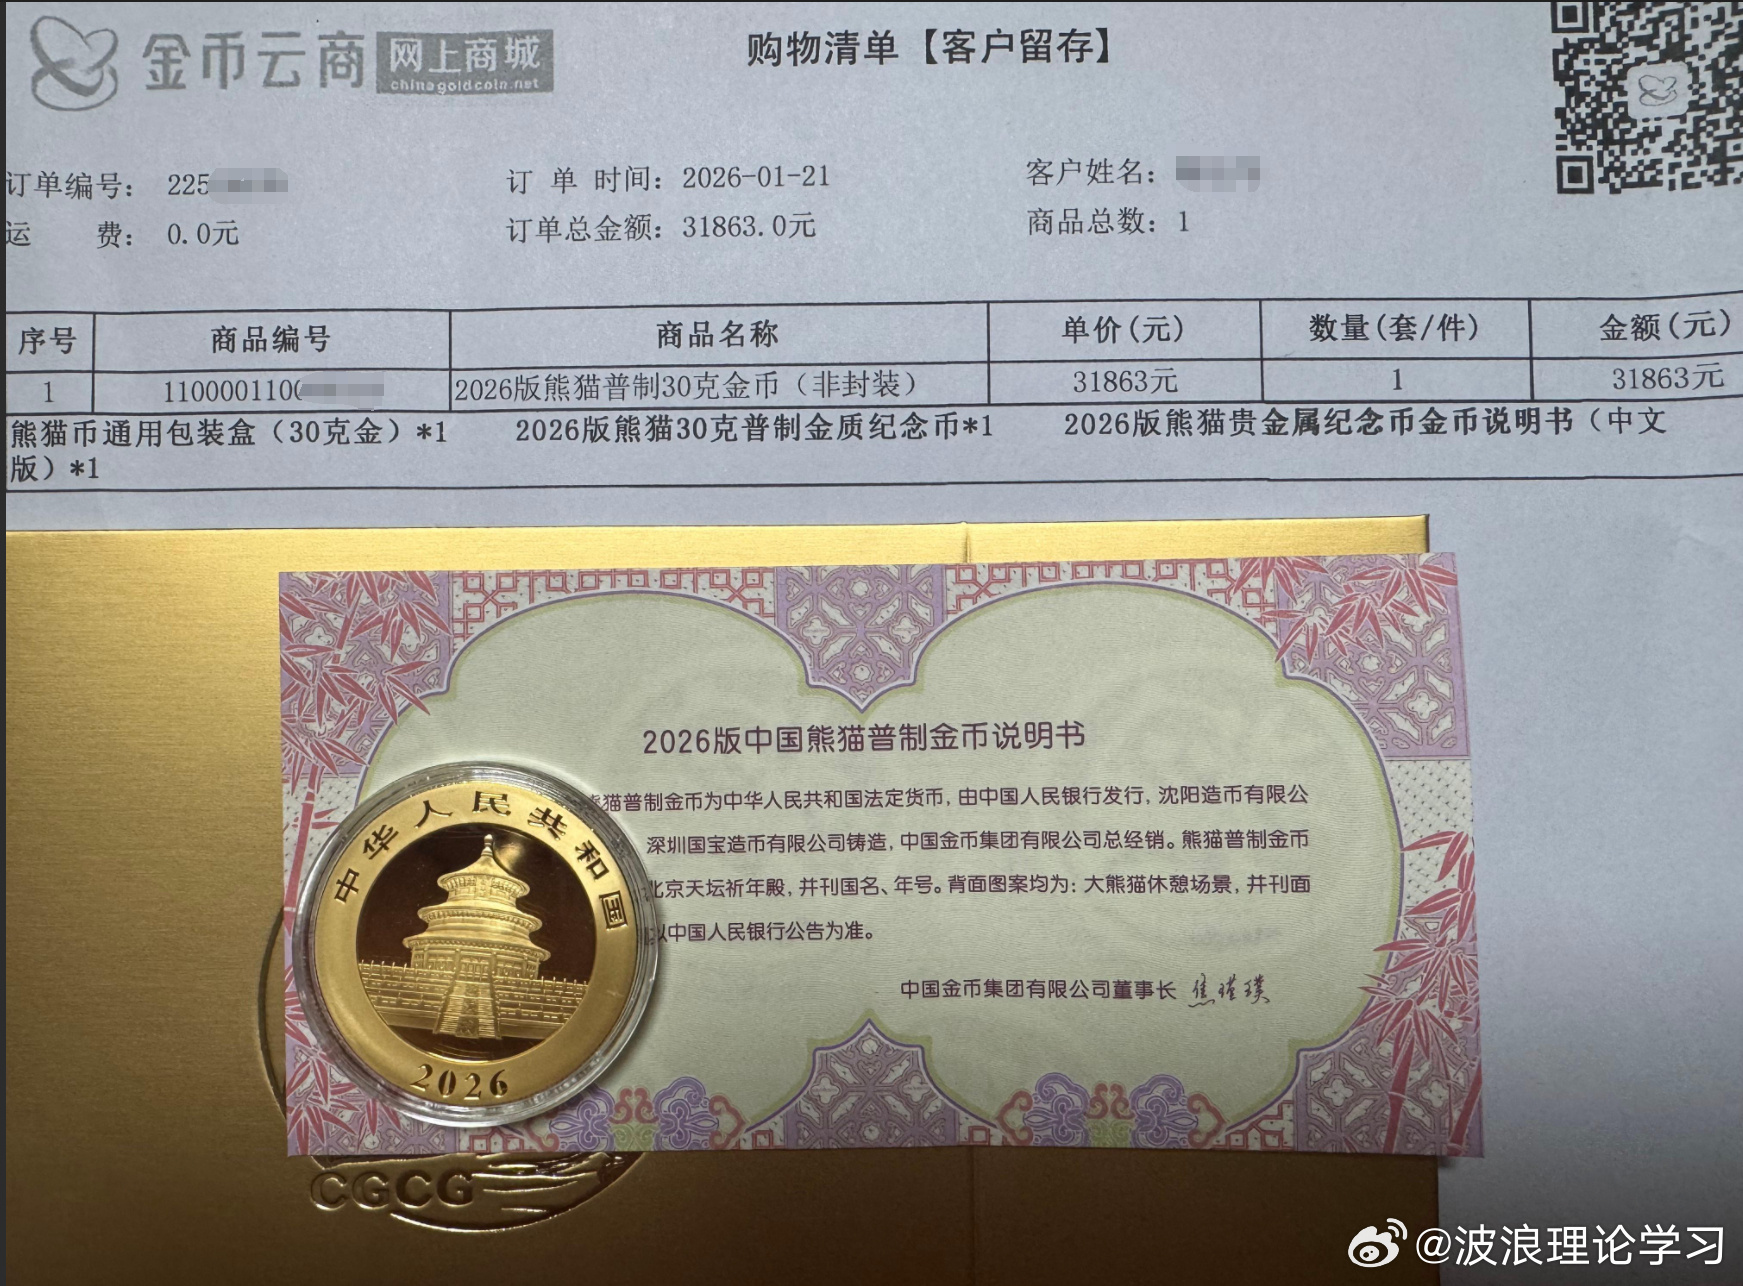 金币云商 网上商城
chinagoldcoin.net
购物清单【客户留存】
订单编号： 225
订 单 时间：2026-01-21
客户姓名：
运 费： 0.0元
订单总金额：31863.0元
商品总数：1
序号 商品编号 商品名称 单价(元) 数量(套/件) 金额(元)
1 1100001100 2026版熊猫普制30克金币（非封装） 31863元 1 31863元
熊猫币通用包装盒（30克金）*1 2026版熊猫30克普制金质纪念币*1 2026版熊猫贵金属纪念币金币说明书（中文
版）*1
2026版中国熊猫普制金币说明书
熊猫普制金币为中华人民共和国法定货币，由中国人民银行发行，沈阳造币有限公
深圳国宝造币有限公司铸造，中国金币集团有限公司总经销。熊猫普制金币
北京天坛祈年殿，并刊国名、年号。背面图案均为：大熊猫休憩场景，并刊面
以中国人民银行公告为准。
中国金币集团有限公司董事长 焦瑾璞
中华人民共和国
2026
CGCG
@波浪理论学习